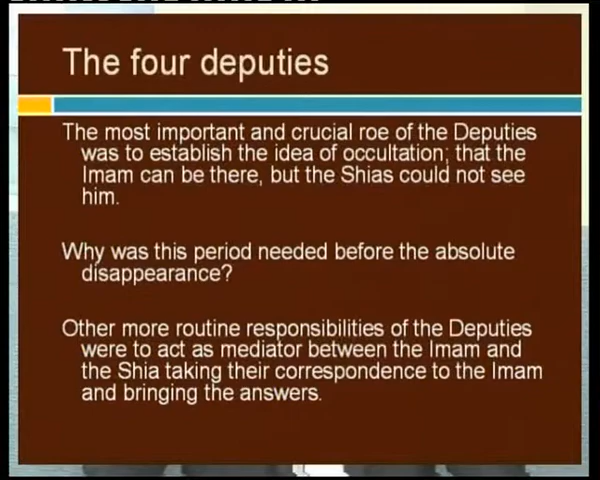 The four deputies
The most important and crucial roe of the Deputies
was to establish the idea of occultation; that the
Imam can be there, but the Shias could not see
him.
Why was this period needed before the absolute
disappearance?
Other more routine responsibilities of the Deputies
were to act as mediator between the Imam and
the Shia taking their correspondence to the Imam
and bringing the answers.